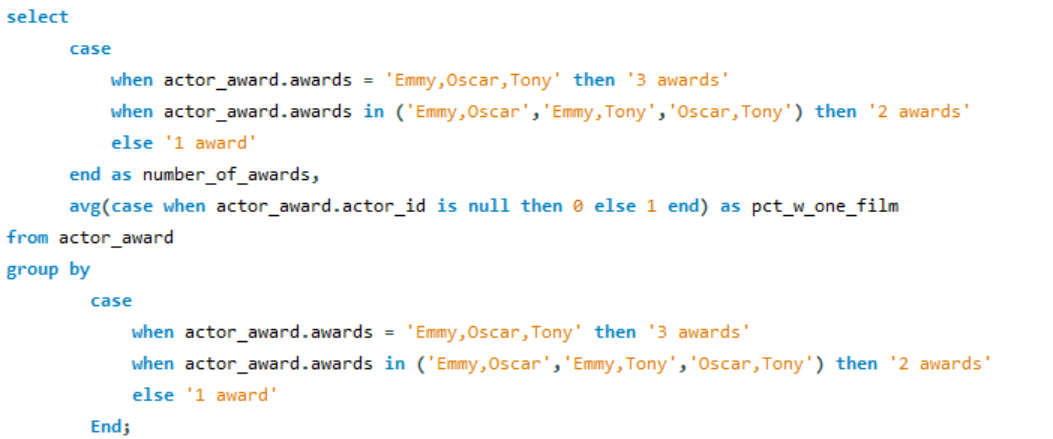 select
case
when actor_award.awards = 'Emmy,Oscar,Tony' then '3 awards'
when actor_award.awards in ('Emmy,Oscar','Emmy,Tony','Oscar,Tony') then '2 awards'
else '1 award'
end as number_of_awards,
avg(case when actor_award.actor_id is null then 0 else 1 end) as pct_w_one_film
from actor_award
group by
case
when actor_award.awards = 'Emmy,Oscar,Tony' then '3 awards'
when actor_award.awards in ('Emmy,Oscar','Emmy,Tony','Oscar,Tony') then '2 awards'
else '1 award'
End;